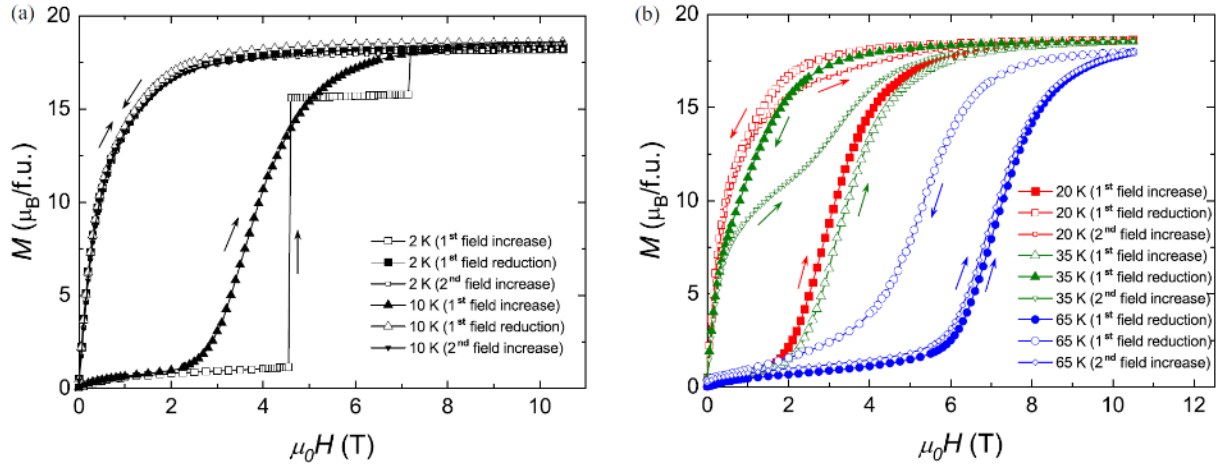 (a)
20
15
10
5
0
M (μB/f.u.)
0 2 4 6 8 10
μ0H (T)
2 K (1st field increase)
2 K (1st field reduction)
2 K (2nd field increase)
10 K (1st field increase)
10 K (1st field reduction)
10 K (2nd field increase)
(b)
20
15
10
5
0
M (μB/f.u.)
0 2 4 6 8 10 12
μ0H (T)
20 K (1st field increase)
20 K (1st field reduction)
20 K (2nd field increase)
35 K (1st field increase)
35 K (1st field reduction)
35 K (2nd field increase)
65 K (1st field reduction)
65 K (1st field reduction)
65 K (2nd field increase)